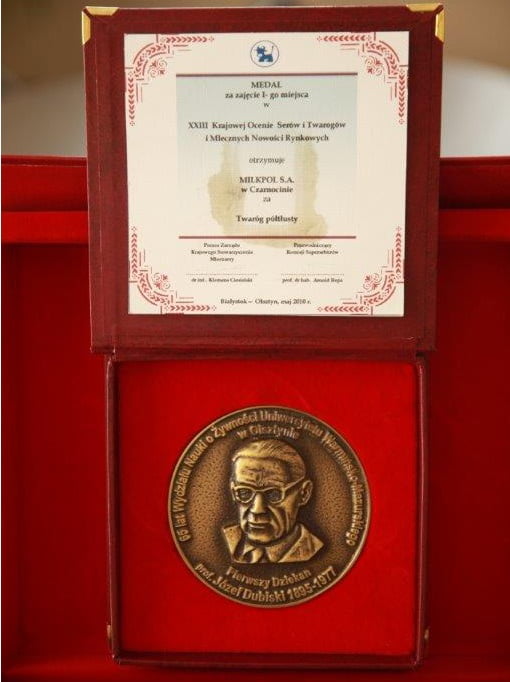 MEDAL
za zajęcie I- go miejsca
w
XXIII Krajowej Ocenie Serów i Twarogów
i Mlecznych Nowości Rynkowych
otrzymuje
MILKPOL S.A.
w Czarnocinie
za
Twaróg półtłusty
Prezes Zarządu
Krajowego Stowarzyszenia
Mleczarzy
Przewodniczący
Komisji Superarbitrów
dr inż. Klemens Ciesielski
prof. dr hab. Arnold Reps
Białystok – Olsztyn, maj 2010 r.
65 lat Wydziału Nauki o Żywności Uniwersytetu Warmińsko-Mazurskiego
w Olsztynie
Pierwszy Dziekan
prof. Józef Dubiski 1895-1977